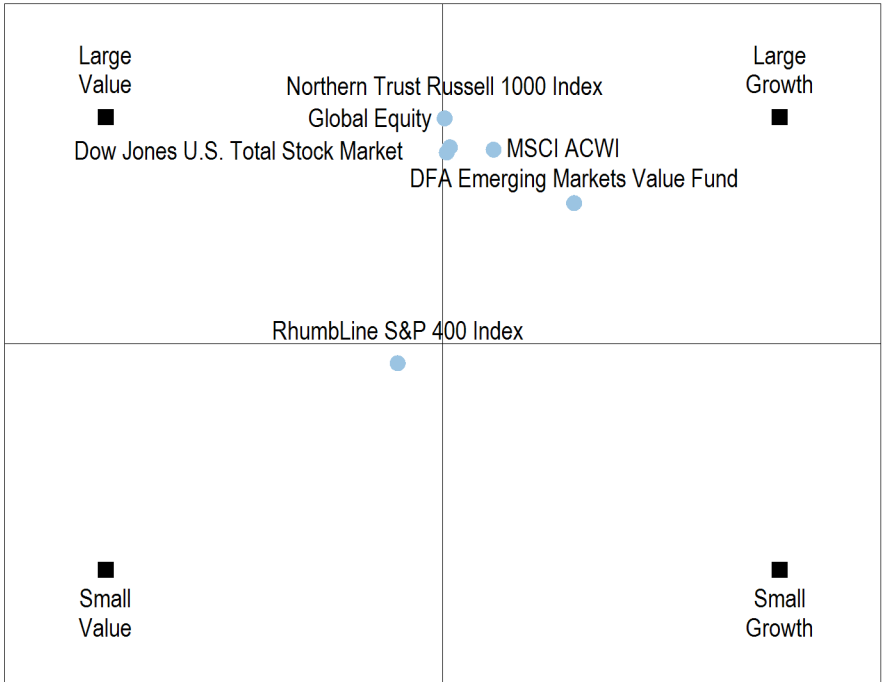 Large
Value
Large
Growth
Northern Trust Russell 1000 Index
Global Equity
Dow Jones U.S. Total Stock Market
MSCI ACWI
DFA Emerging Markets Value Fund
RhumbLine S&P 400 Index
Small
Value
Small
Growth